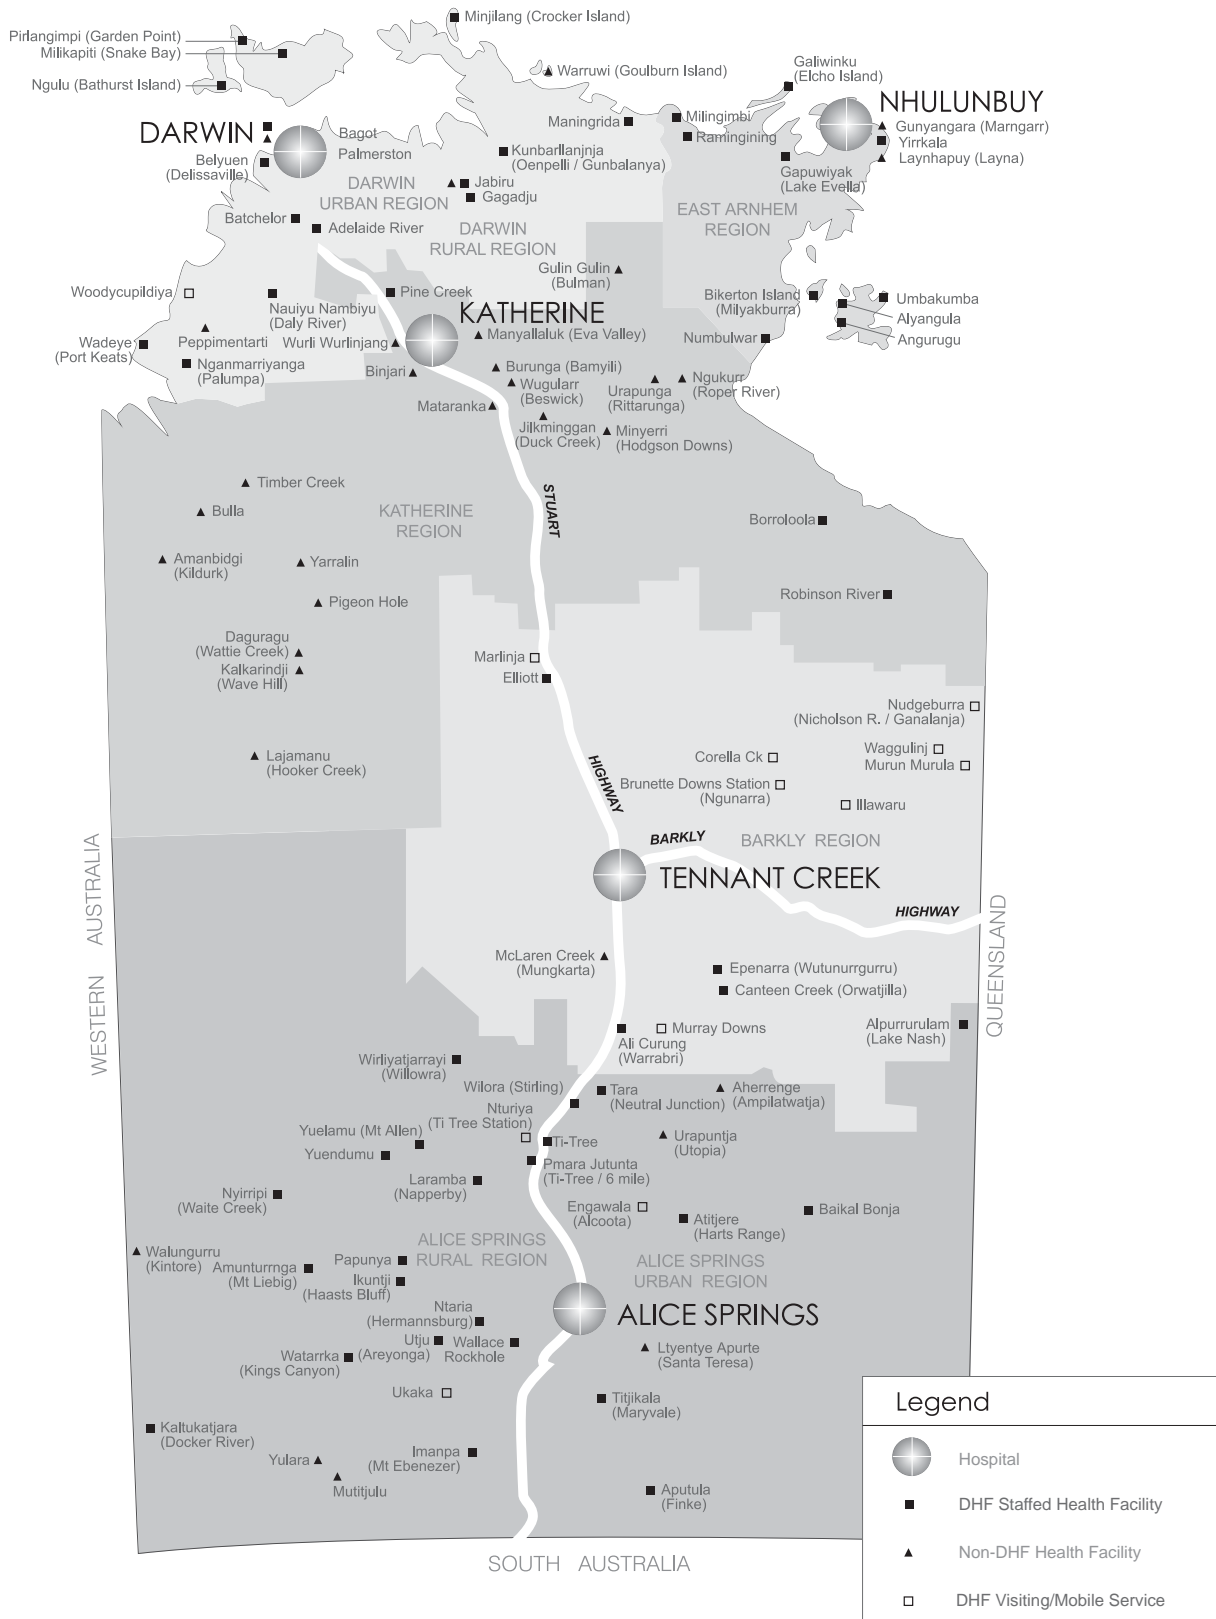 Minjilang (Crocker Island)
Pirlangimpi (Garden Point)
Milikapiti (Snake Bay)
Ngulu (Bathurst Island)
Warruwi (Goulburn Island)
Galiwinku
(Elcho Island)
NHULUNBUY
DARWIN
Bagot
Palmerston
Belyuen
(Delissaville)
Maningrida
Milingimbi
Ramingining
Gunyangara (Marngarr)
Yirrkala
Laynhapuy (Layna)
Kunbarllanjnja
(Oenpelli / Gunbalanya)
Gapuwiyak
(Lake Evella)
DARWIN
URBAN REGION
Jabiru
Gagadju
Batchelor
Adelaide River
DARWIN
RURAL REGION
EAST ARNHEM
REGION
Gulin Gulin
(Bulman)
Woodycupildiya
Nauiyu Nambiyu
(Daly River)
Pine Creek
KATHERINE
Bikerton Island
(Milyakburra)
Umbakumba
Alyangula
Angurugu
Peppimentarti
Wurli Wurlinjang
Manyallaluk (Eva Valley)
Numbulwar
Wadeye
(Port Keats)
Nganmarriyanga
(Palumpa)
Binjari
Burunga (Bamyili)
Wugularr
(Beswick)
Urapunga
(Rittarunga)
Ngukurr
(Roper River)
Mataranka
Jilkminggan
(Duck Creek)
Minyerri
(Hodgson Downs)
Timber Creek
Bulla
KATHERINE
REGION
STUART
Borroloola
Amanbidgi
(Kildurk)
Yarralin
Pigeon Hole
Robinson River
Daguragu
(Wattie Creek)
Kalkarindji
(Wave Hill)
Marlinja
Elliott
Nudgeburra
(Nicholson R. / Ganalanja)
Lajamanu
(Hooker Creek)
HIGHWAY
Corella Ck
Waggulinj
Murun Murula
Brunette Downs Station
(Ngunarra)
Illawaru
BARKLY
BARKLY REGION
TENNANT CREEK
HIGHWAY
WESTERN AUSTRALIA
QUEENSLAND
McLaren Creek
(Mungkarta)
Epenarra (Wutunurrgurru)
Canteen Creek (Orwatjilla)
Murray Downs
Ali Curung
(Warrabri)
Alpurrurulam
(Lake Nash)
Wirliyatjarrayi
(Willowra)
Wilora (Stirling)
Tara
(Neutral Junction)
Aherrenge
(Ampilatwatja)
Nturiya
(Ti Tree Station)
Yuelamu (Mt Allen)
Yuendumu
Ti-Tree
Urapuntja
(Utopia)
Pmara Jutunta
(Ti-Tree / 6 mile)
Laramba
(Napperby)
Nyirripi
(Waite Creek)
Engawala
(Alcoota)
Atitjere
(Harts Range)
Baikal Bonja
Walungurru
(Kintore)
ALICE SPRINGS
RURAL REGION
ALICE SPRINGS
URBAN REGION
Papunya
Amunturrnga
(Mt Liebig)
Ikuntji
(Haasts Bluff)
ALICE SPRINGS
Ntaria
(Hermannsburg)
Utju
(Areyonga)
Wallace
Rockhole
Watarrka
(Kings Canyon)
Ltyentye Apurte
(Santa Teresa)
Ukaka
Titjikala
(Maryvale)
Kaltukatjara
(Docker River)
Yulara
Mutitjulu
Imanpa
(Mt Ebenezer)
Aputula
(Finke)
SOUTH AUSTRALIA
Legend
Hospital
DHF Staffed Health Facility
Non-DHF Health Facility
DHF Visiting/Mobile Service